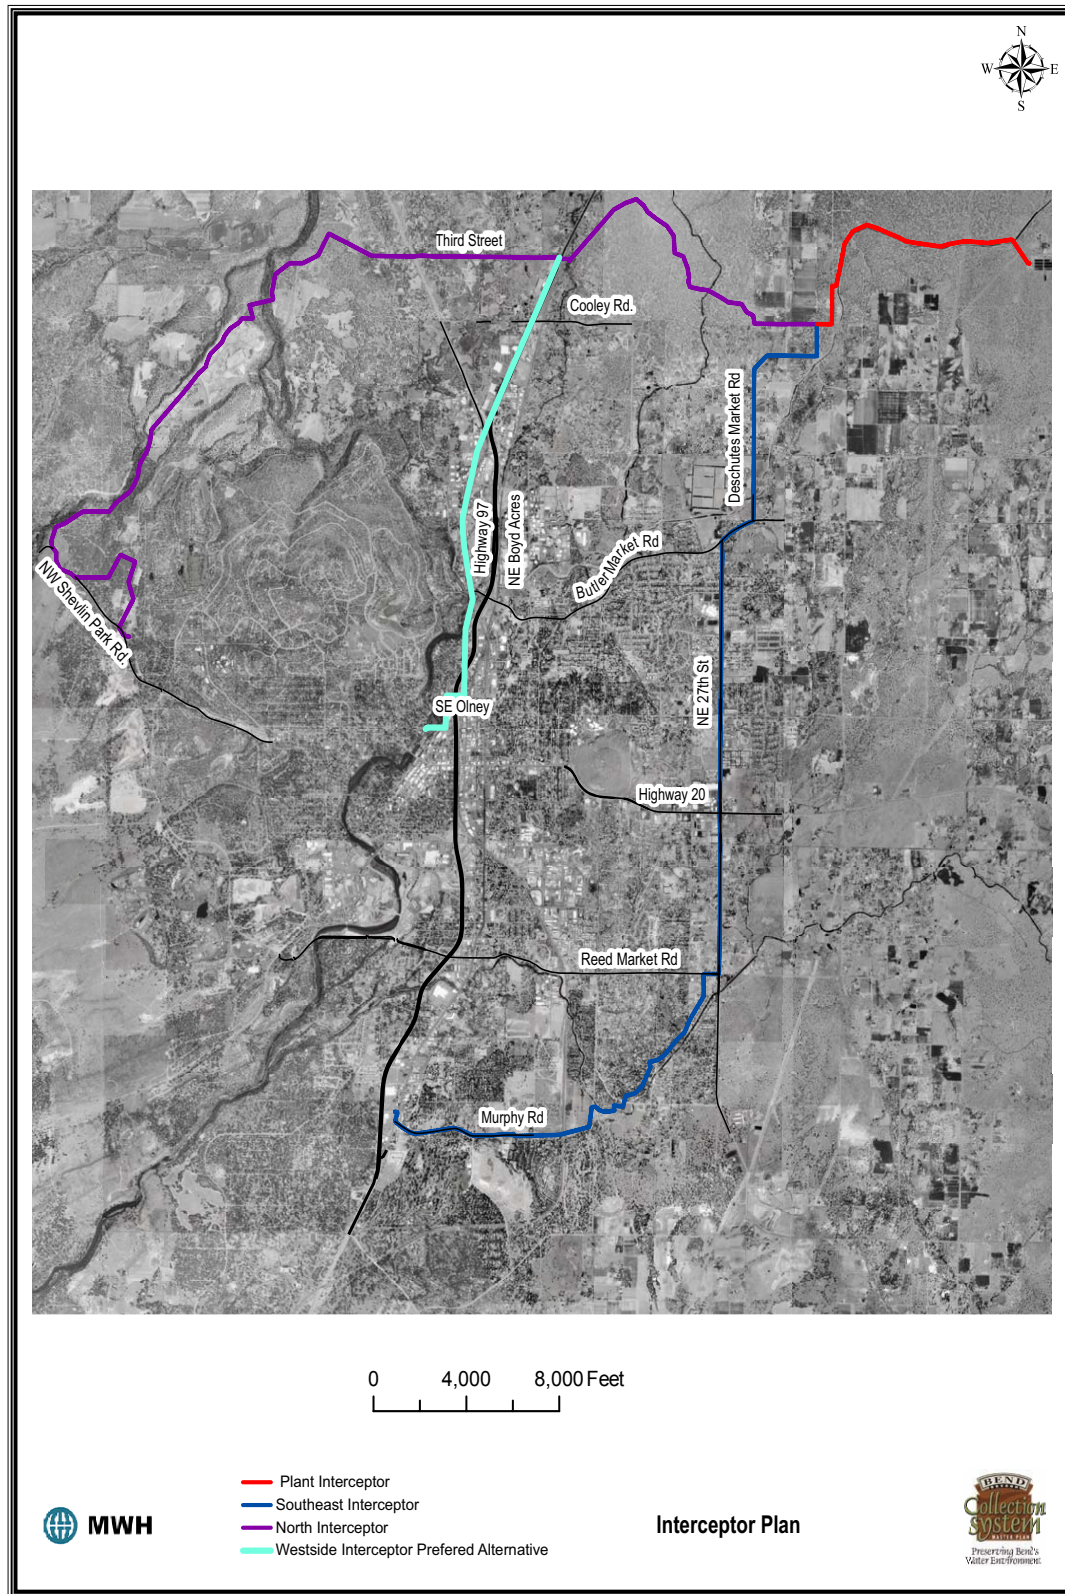 N
W E
S
Third Street
Cooley Rd.
Deschutes Market Rd
Highway 97
NE Boyd Acres
Butler Market Rd
NW Shevlin Park Rd.
NE 27th St
SE Olney
Highway 20
Reed Market Rd
Murphy Rd
0 4,000 8,000 Feet
Plant Interceptor
Southeast Interceptor
North Interceptor
Westside Interceptor Prefered Alternative
MWH
Interceptor Plan
BEND
Collection
System
MASTER PLAN
Preserving Bend's
Water Environment